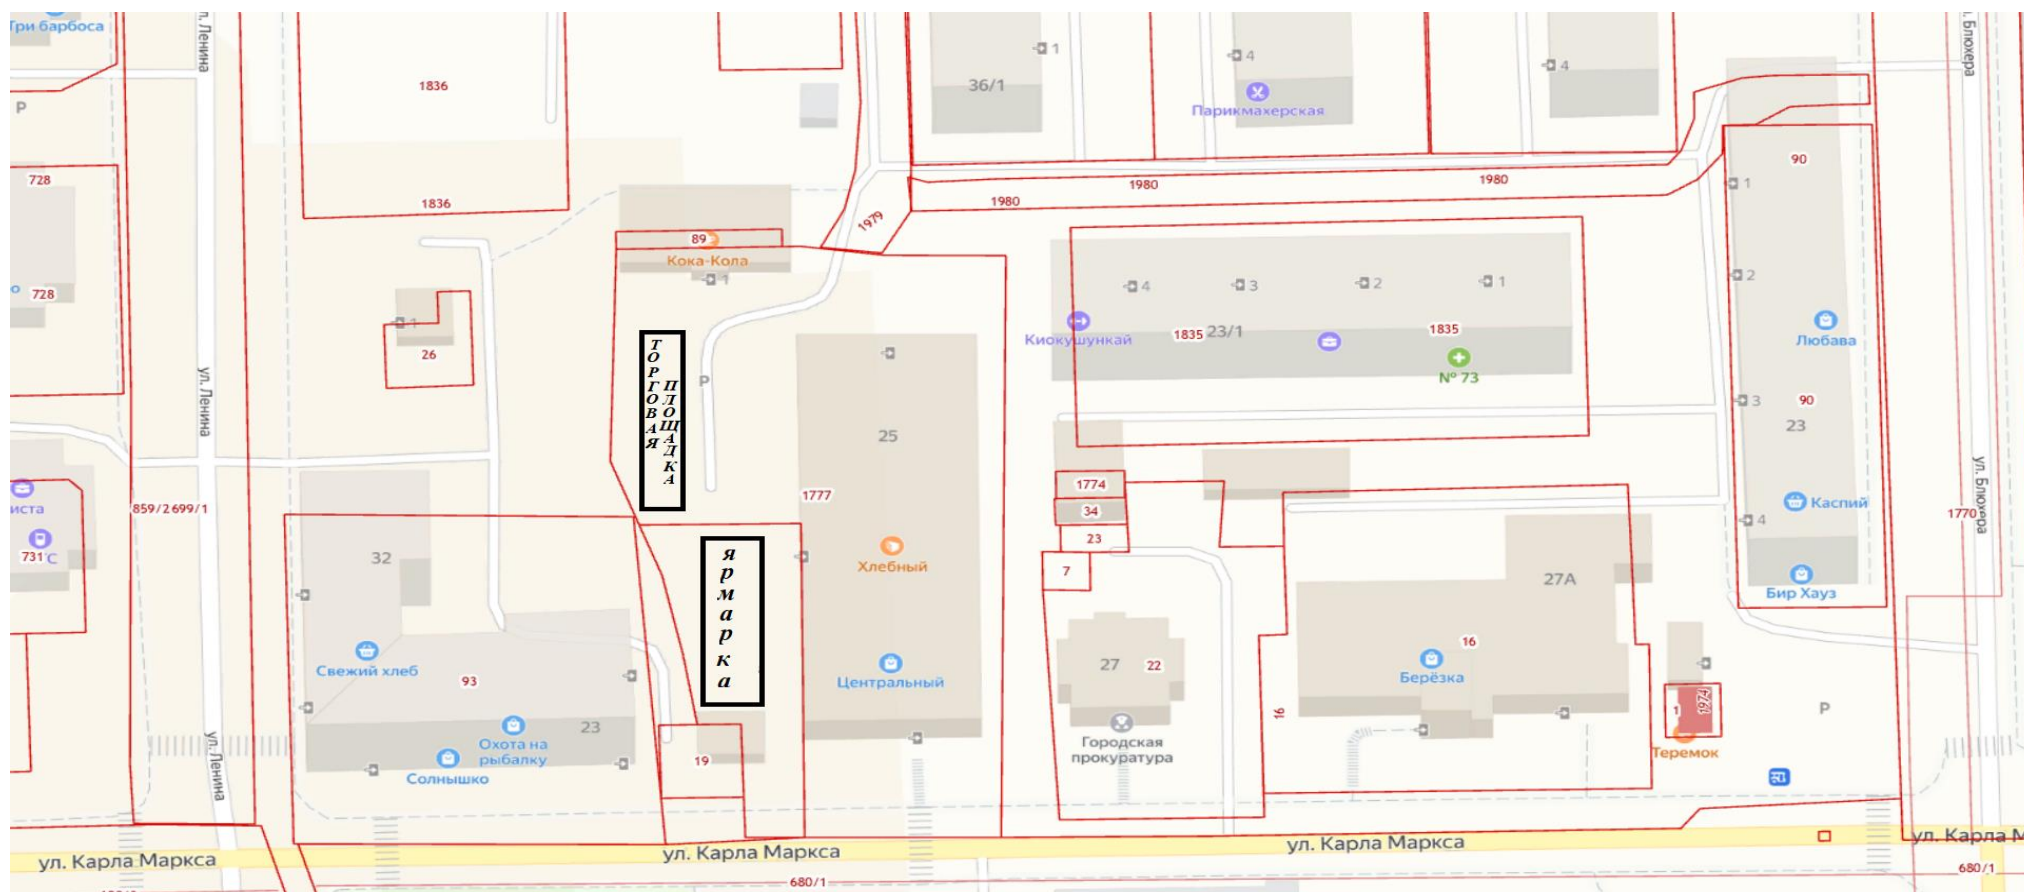 Три барбоса
ул. Ленина
л. Блюхера
1
4
4
P
1836
36/1
Парикмахерская
90
728
1836
1980
1980
1980
1979
1
89
Кока-Кола
1
4
3
2
1
2
728
1
26
ТОРГОВАЯ
ПЛОЩАДКА
P
Киокушункай
1835
23/1
1835
№ 73
Любава
ул. Ленина
25
3
90
23
1777
1774
34
23
7
Каспий
4
1770
ул. Блюхера
859/2
699/1
иста
731
32
ярмарка
Хлебный
27А
Бир Хауз
Свежий хлеб
93
Центральный
27
22
16
Берёзка
16
1
1974
P
Теремок
23
Охота на
рыбалку
Солнышко
19
Городская
прокуратура
ул. Ленина
ул. Карла Маркса
ул. Карла Маркса
ул. Карла Маркса
ул. Карла М
680/1
680/1